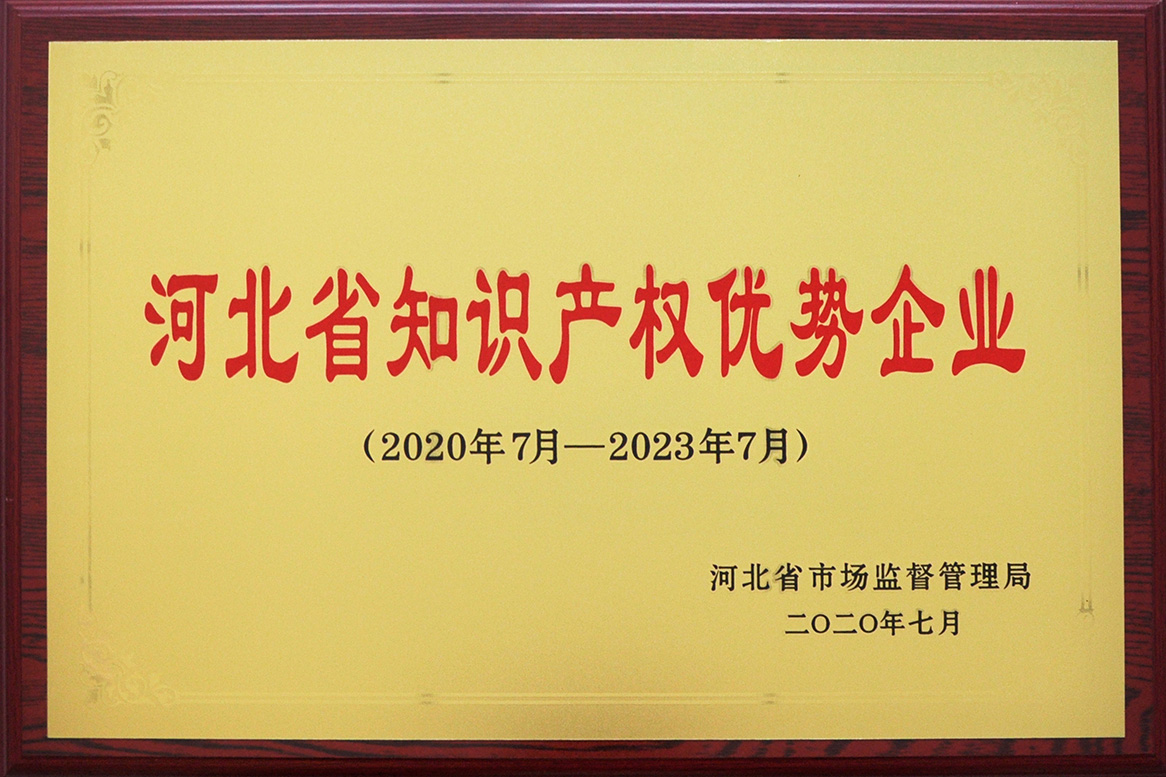 河北省知识产权优势企业
（2020年7月—2023年7月）
河北省市场监督管理局
二〇二〇年七月